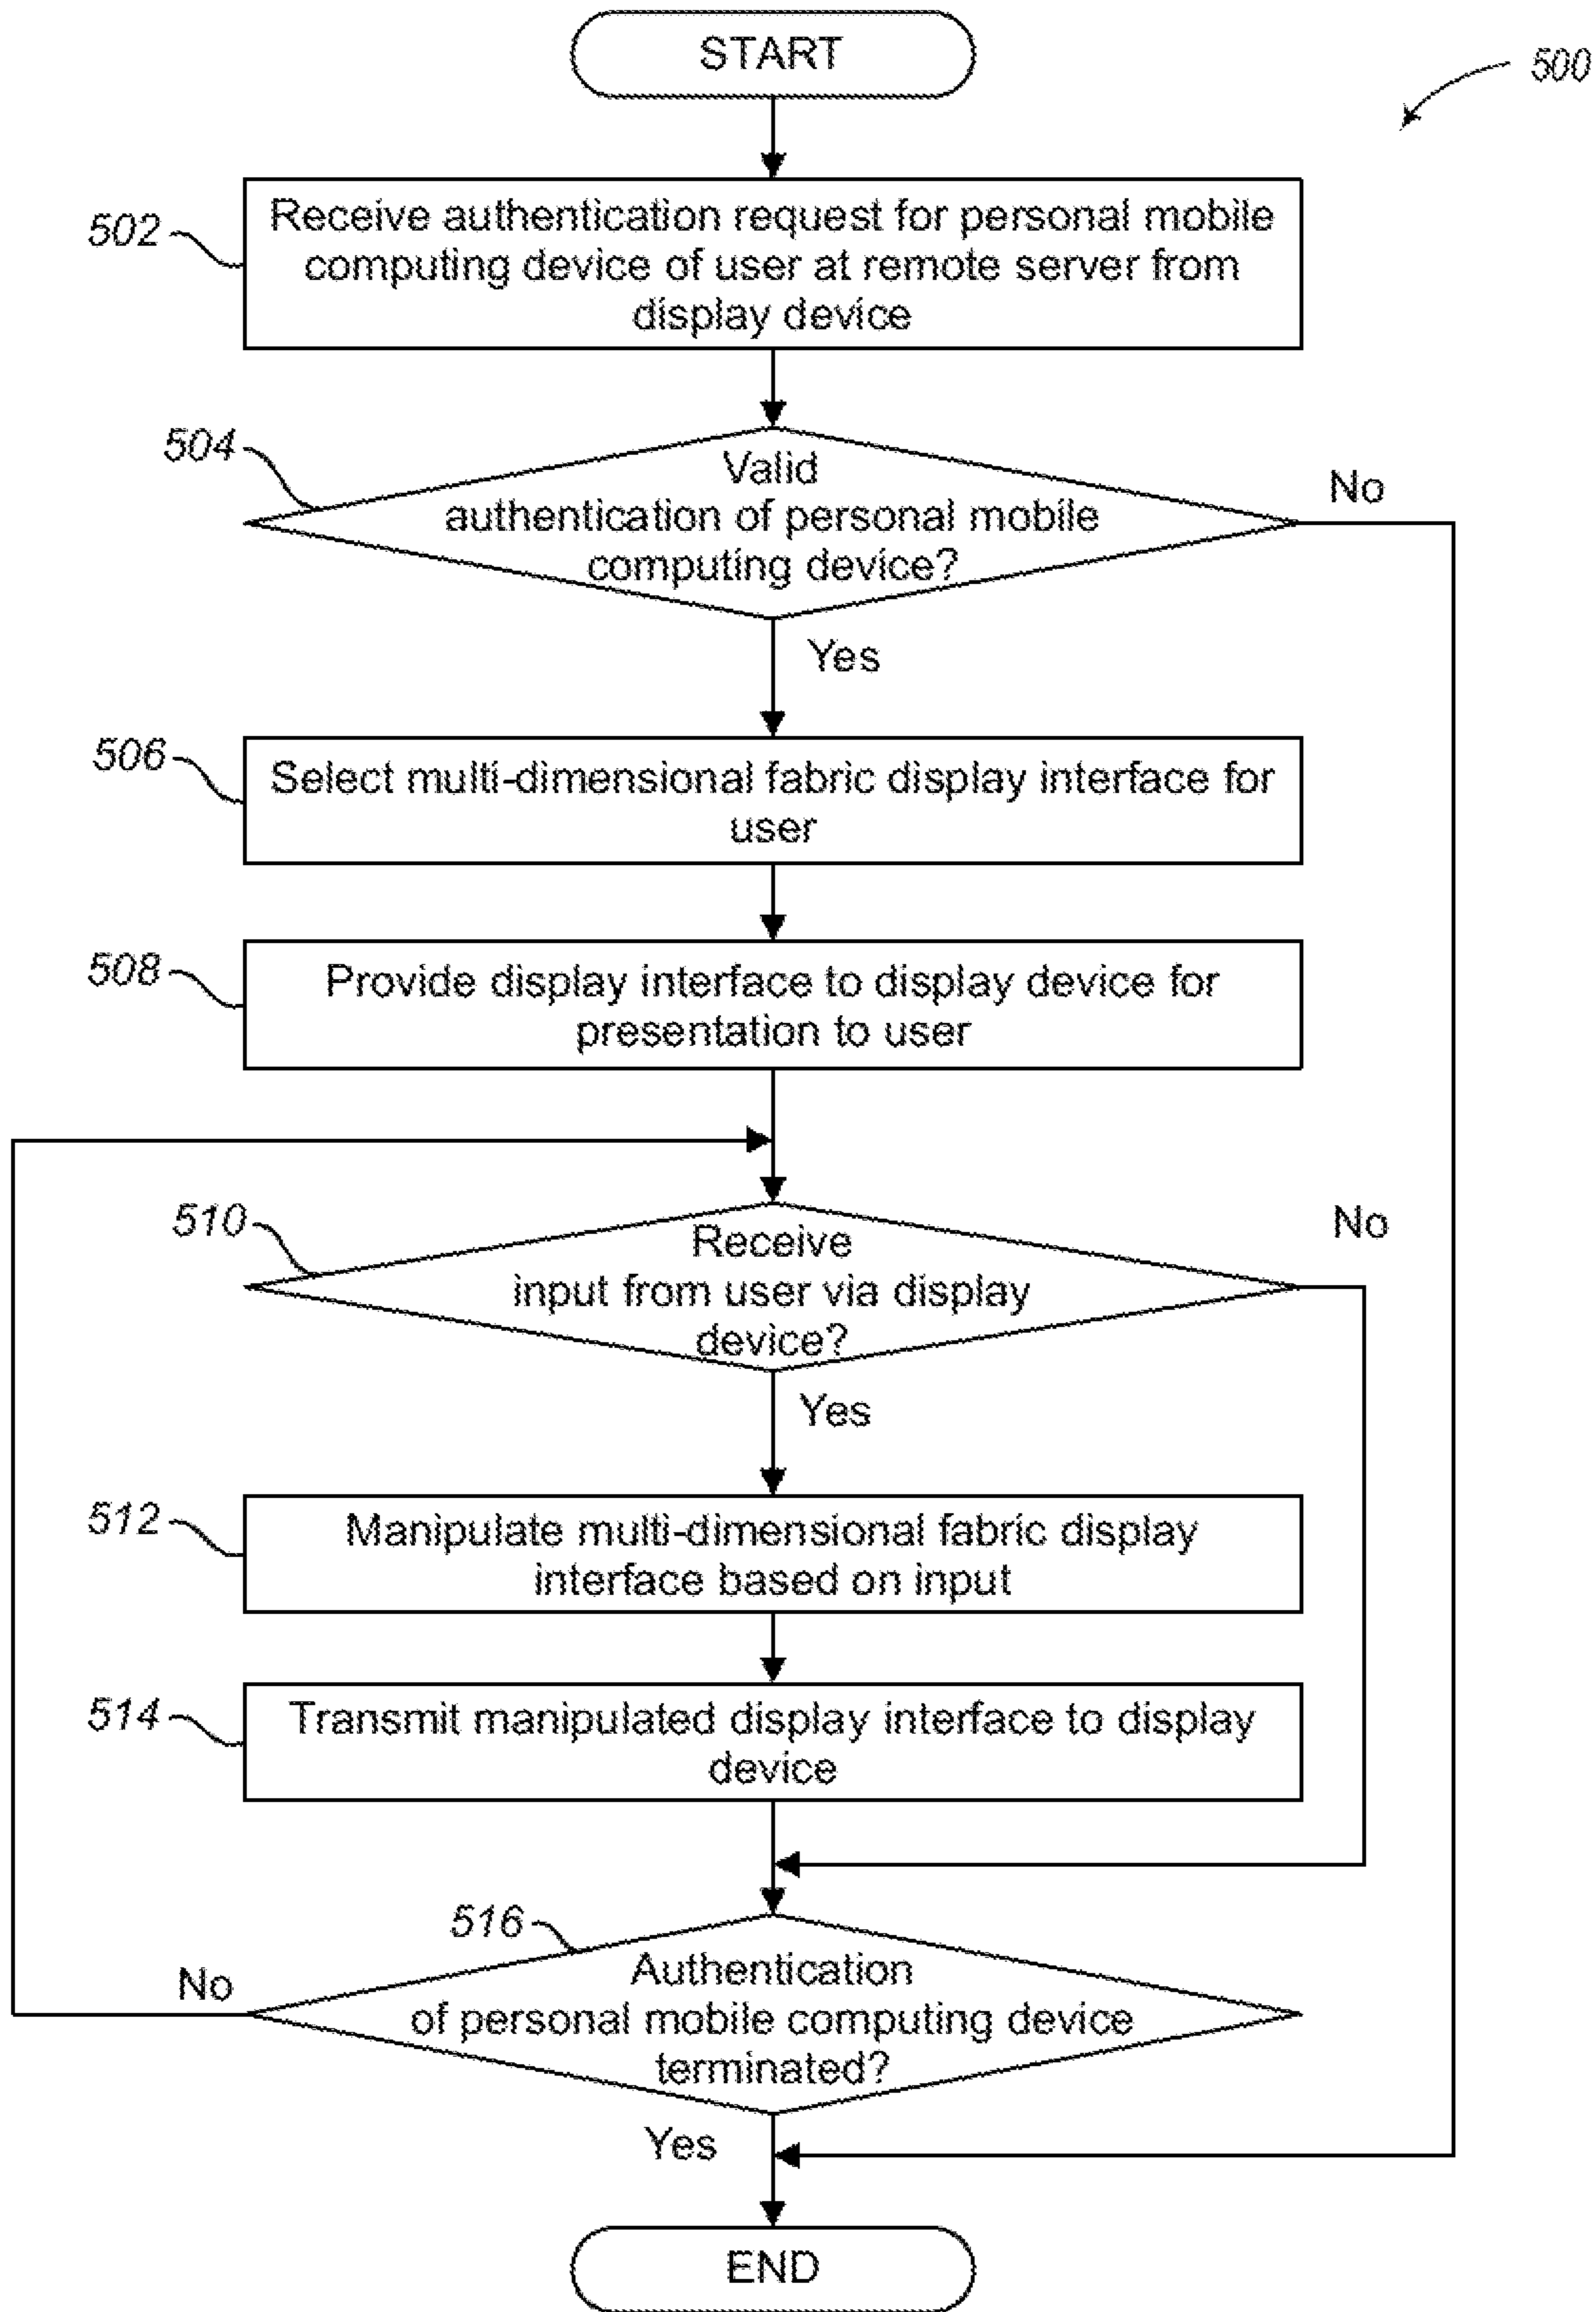 START
500
502
Receive authentication request for personal mobile
computing device of user at remote server from
display device
504
Valid
authentication of personal mobile
computing device?
No
Yes
506
Select multi-dimensional fabric display interface for
user
508
Provide display interface to display device for
presentation to user
510
Receive
input from user via display
device?
No
Yes
512
Manipulate multi-dimensional fabric display
interface based on input
514
Transmit manipulated display interface to display
device
516
Authentication
of personal mobile computing device
terminated?
No
Yes
END